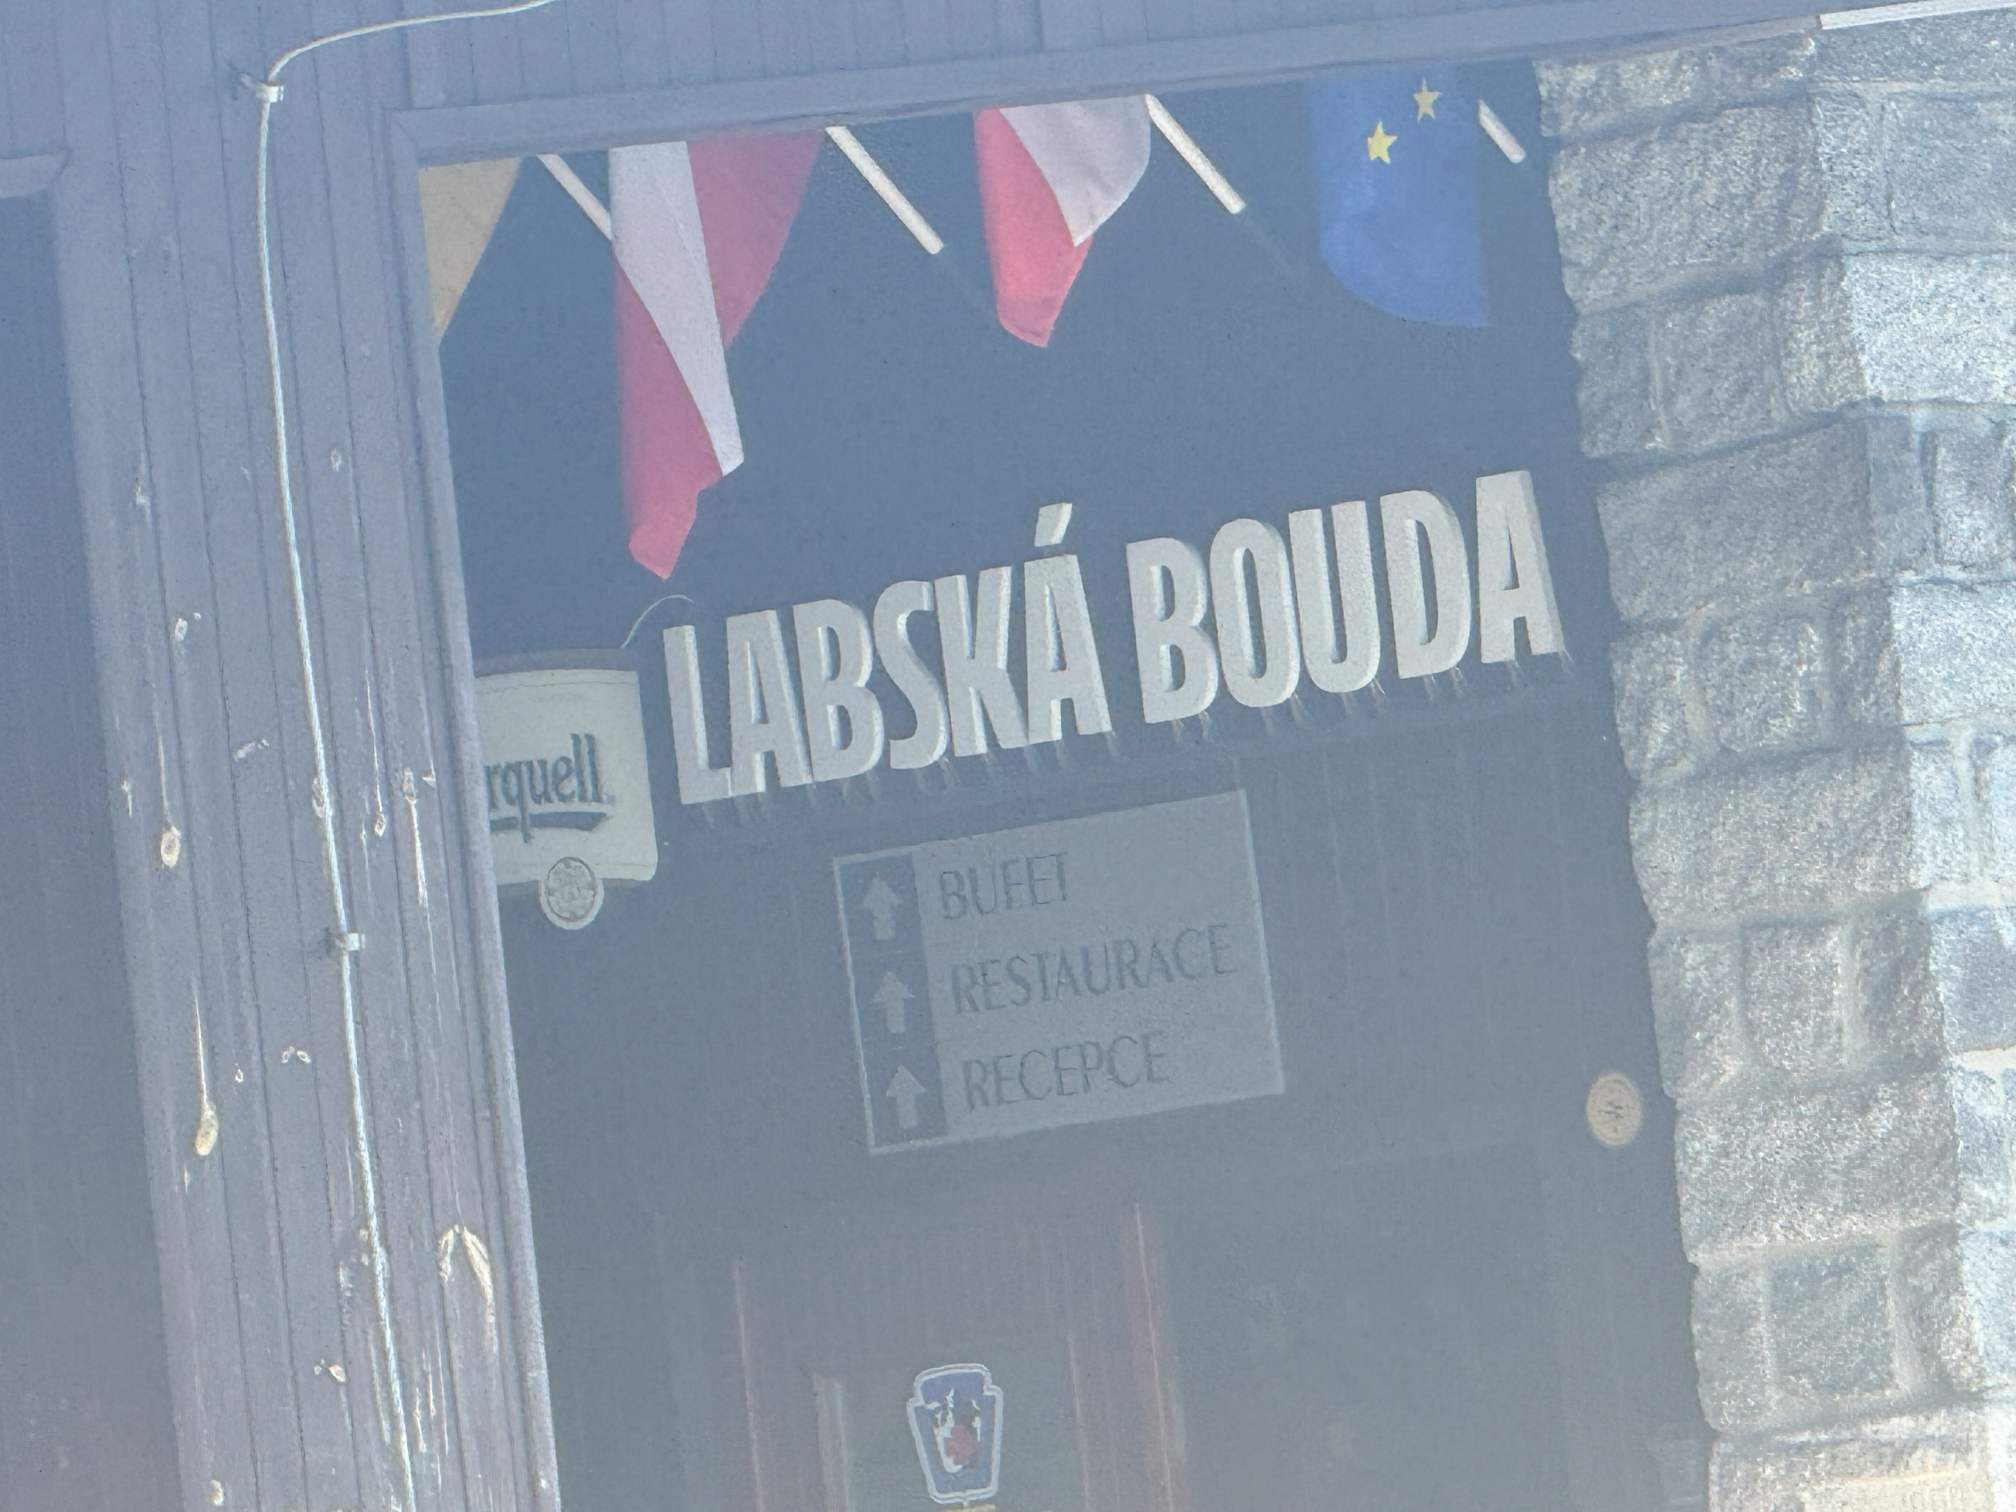 LABSKÁ BOUDA
rquell
BUFET
RESTAURACE
RECEPCE